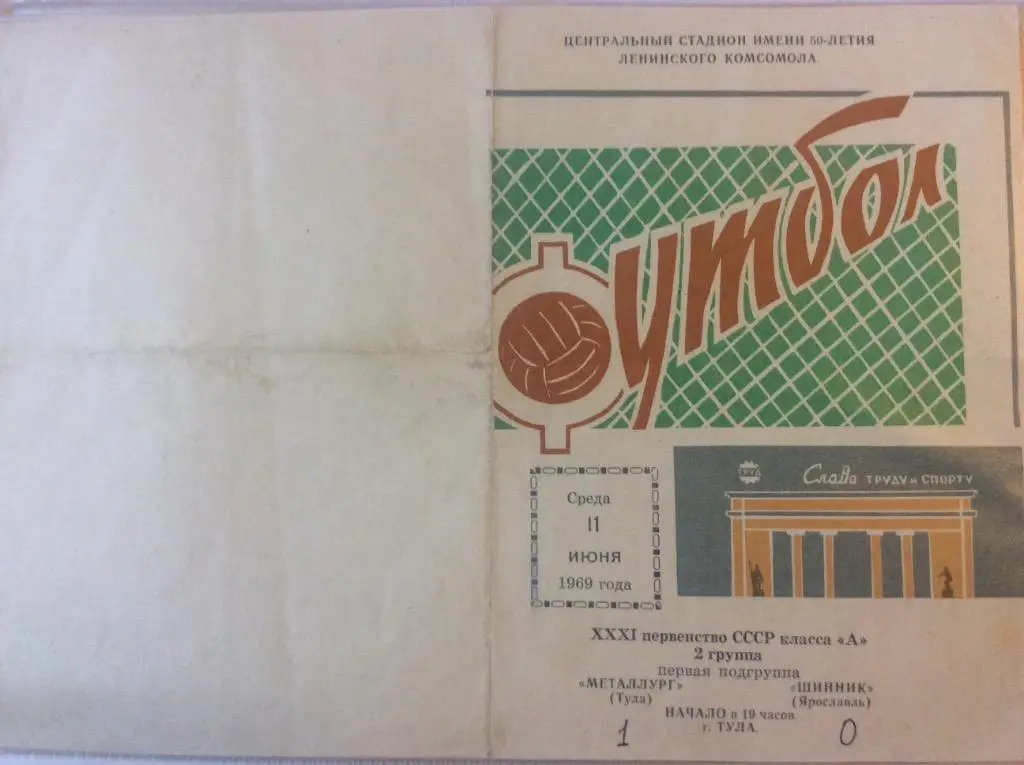 ЦЕНТРАЛЬНЫЙ СТАДИОН ИМЕНИ 50-ЛЕТИЯ
ЛЕНИНСКОГО КОМСОМОЛА.
Футбол
Среда
11
ИЮНЯ
1969 года
ТРУД
Слава ТРУДУ и СПОРТУ
XXXI первенство СССР класса «А»
2 группа
первая подгруппа
«МЕТАЛЛУРГ» «ШИННИК»
(Тула) (Ярославль)
НАЧАЛО в 19 часов
г. ТУЛА.
1 0